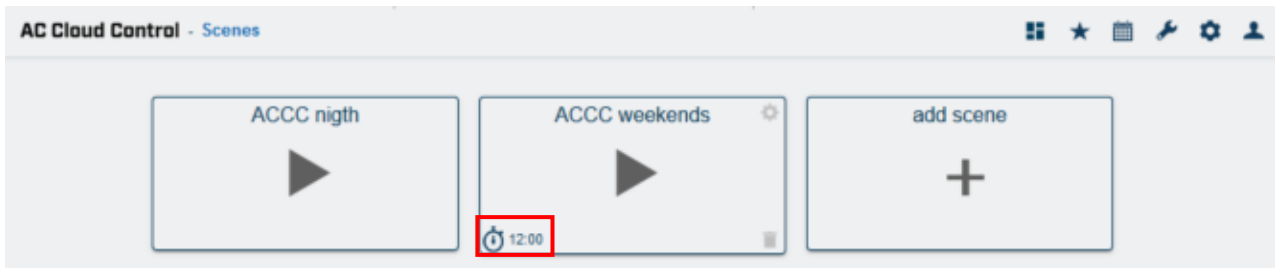 AC Cloud Control - Scenes
ACCC nigth
ACCC weekends
add scene
12:00